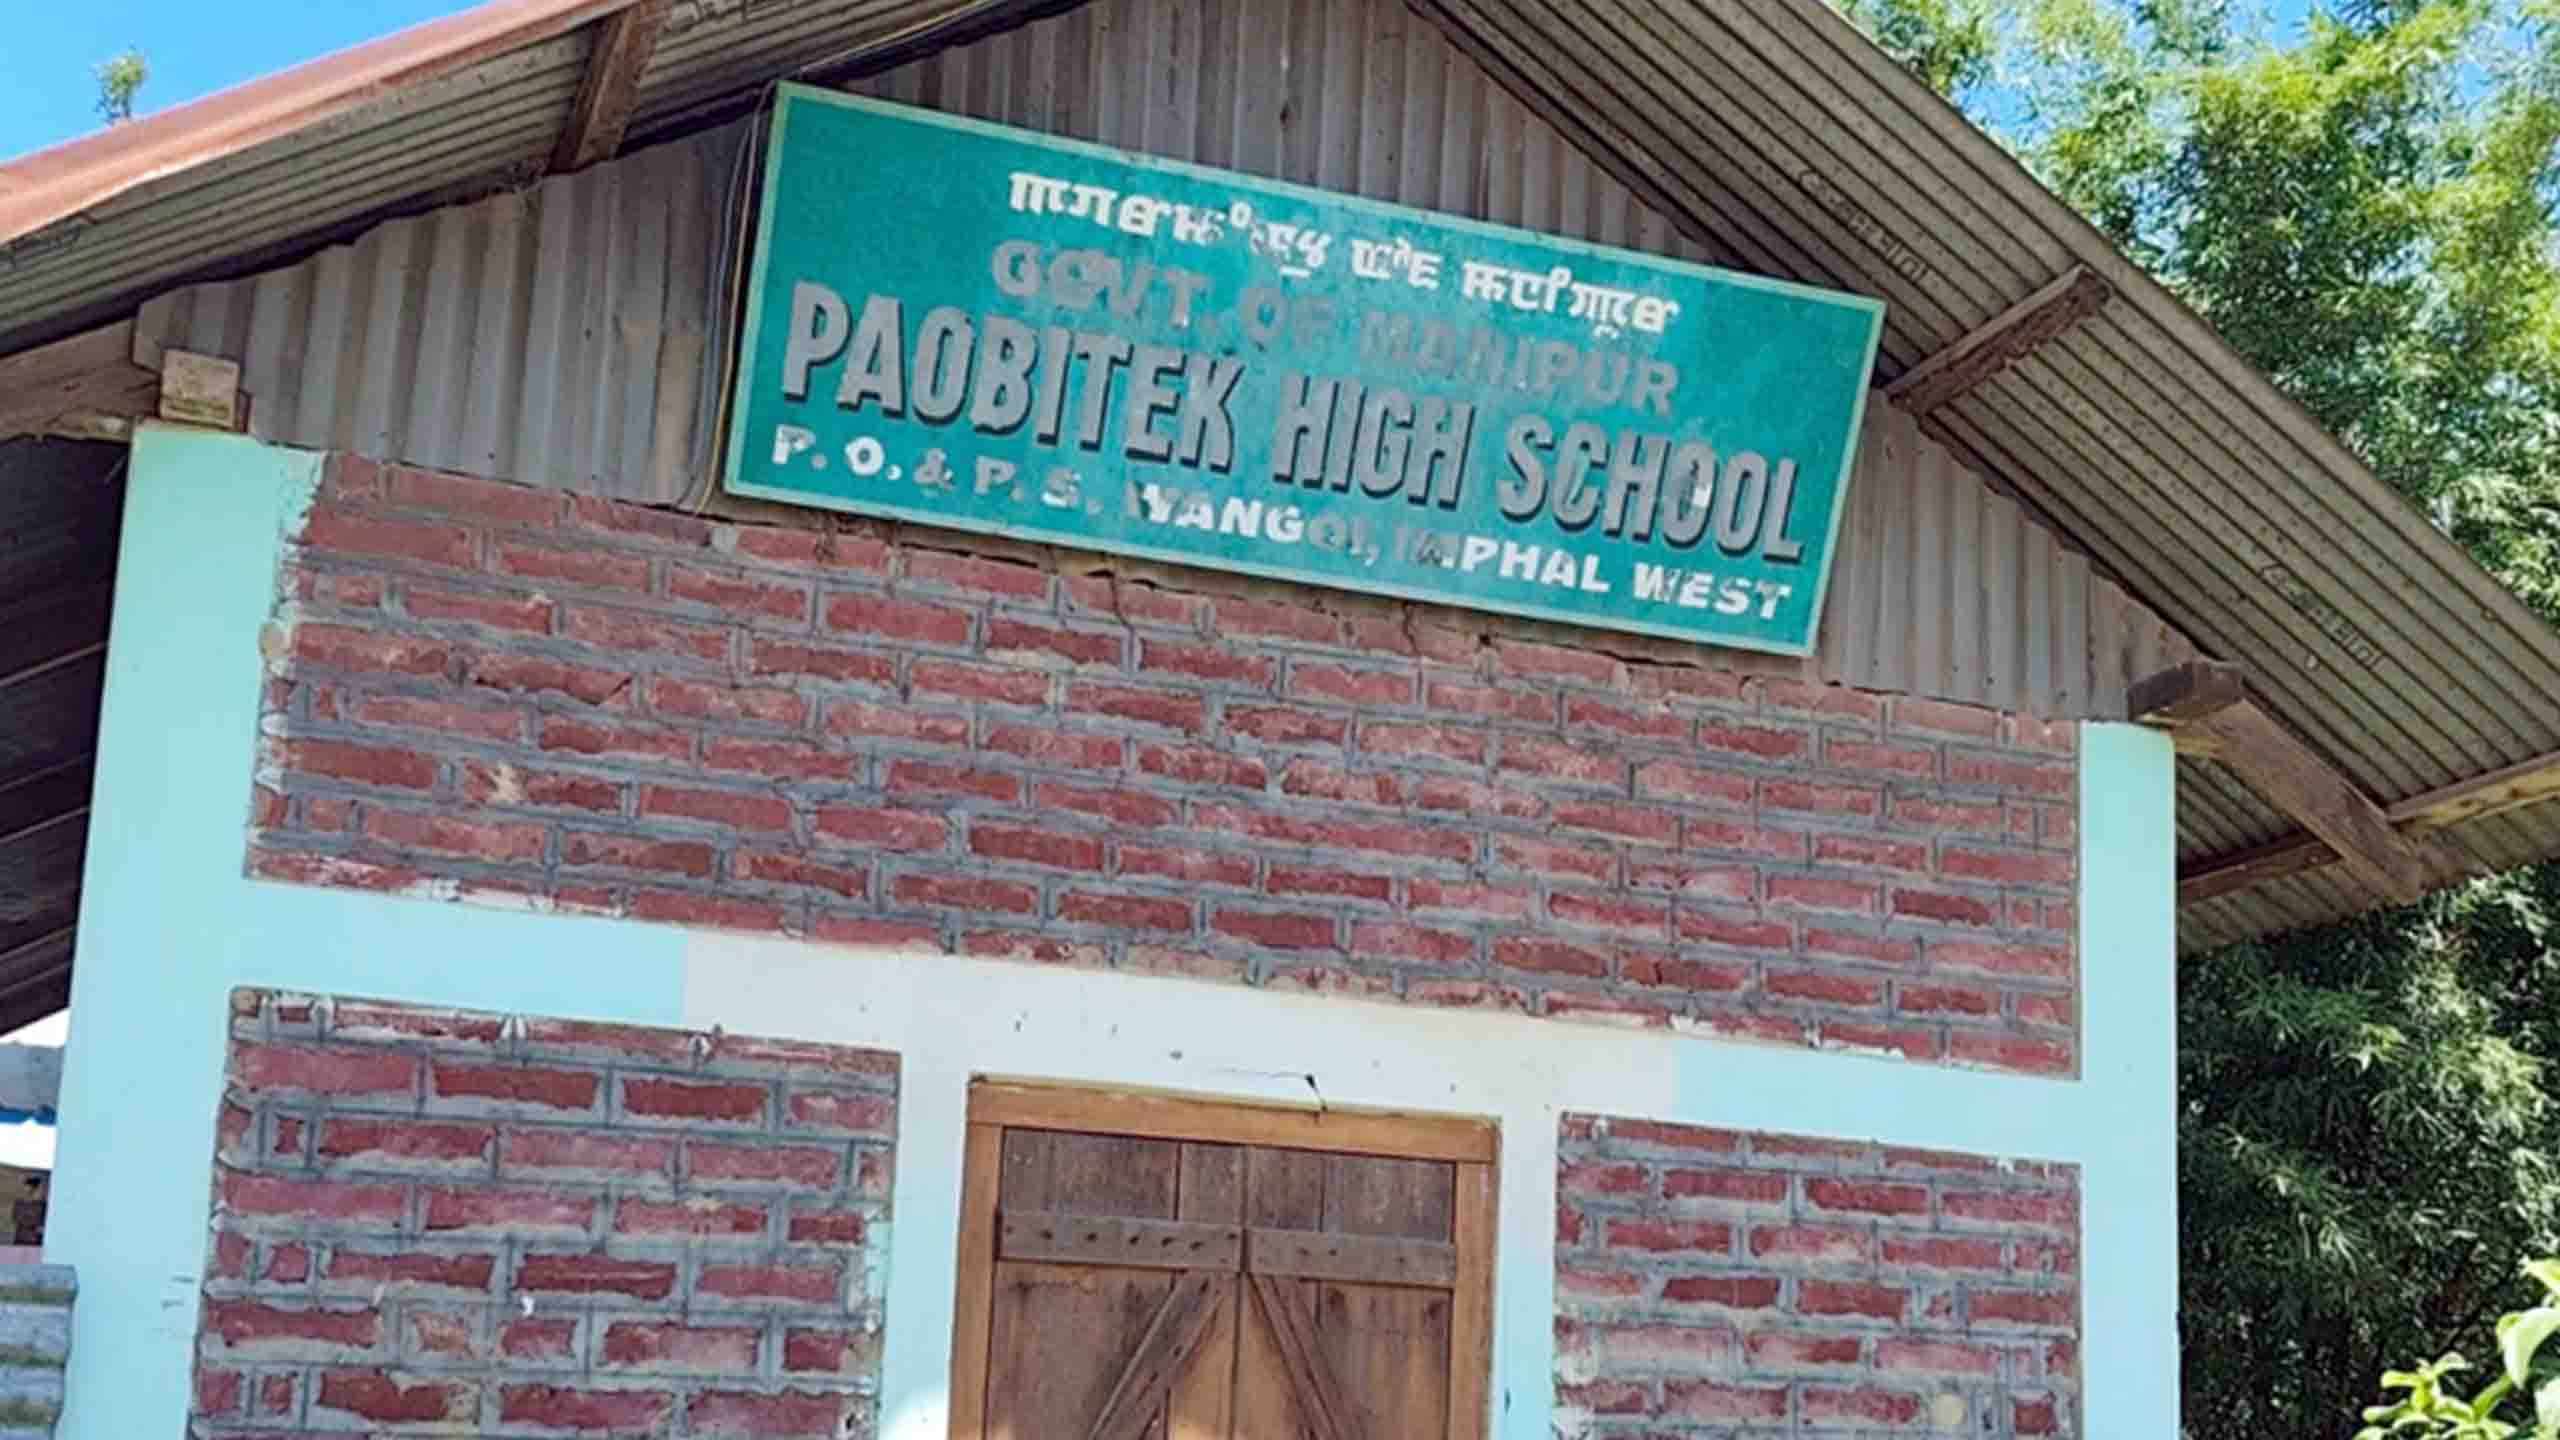 GOVT. OF MANIPUR
PAOBITEK HIGH SCHOOL
P. O. & P. S. WANGOI, IMPHAL WEST